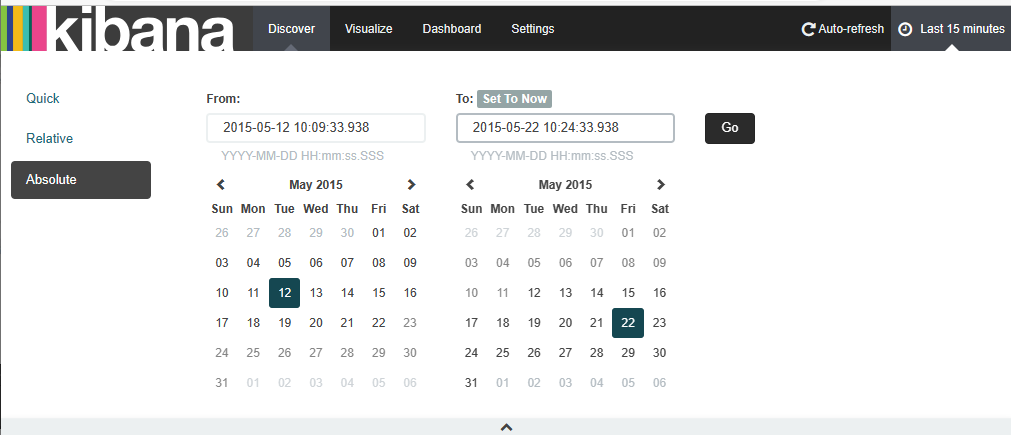 kibana Discover Visualize Dashboard Settings Auto-refresh Last 15 minutes
Quick
Relative
Absolute
From:
2015-05-12 10:09:33.938
YYYY-MM-DD HH:mm:ss.SSS
May 2015
Sun Mon Tue Wed Thu Fri Sat
26 27 28 29 30 01 02
03 04 05 06 07 08 09
10 11 12 13 14 15 16
17 18 19 20 21 22 23
24 25 26 27 28 29 30
31 01 02 03 04 05 06
To: Set To Now
2015-05-22 10:24:33.938
YYYY-MM-DD HH:mm:ss.SSS
May 2015
Sun Mon Tue Wed Thu Fri Sat
26 27 28 29 30 01 02
03 04 05 06 07 08 09
10 11 12 13 14 15 16
17 18 19 20 21 22 23
24 25 26 27 28 29 30
31 01 02 03 04 05 06
Go